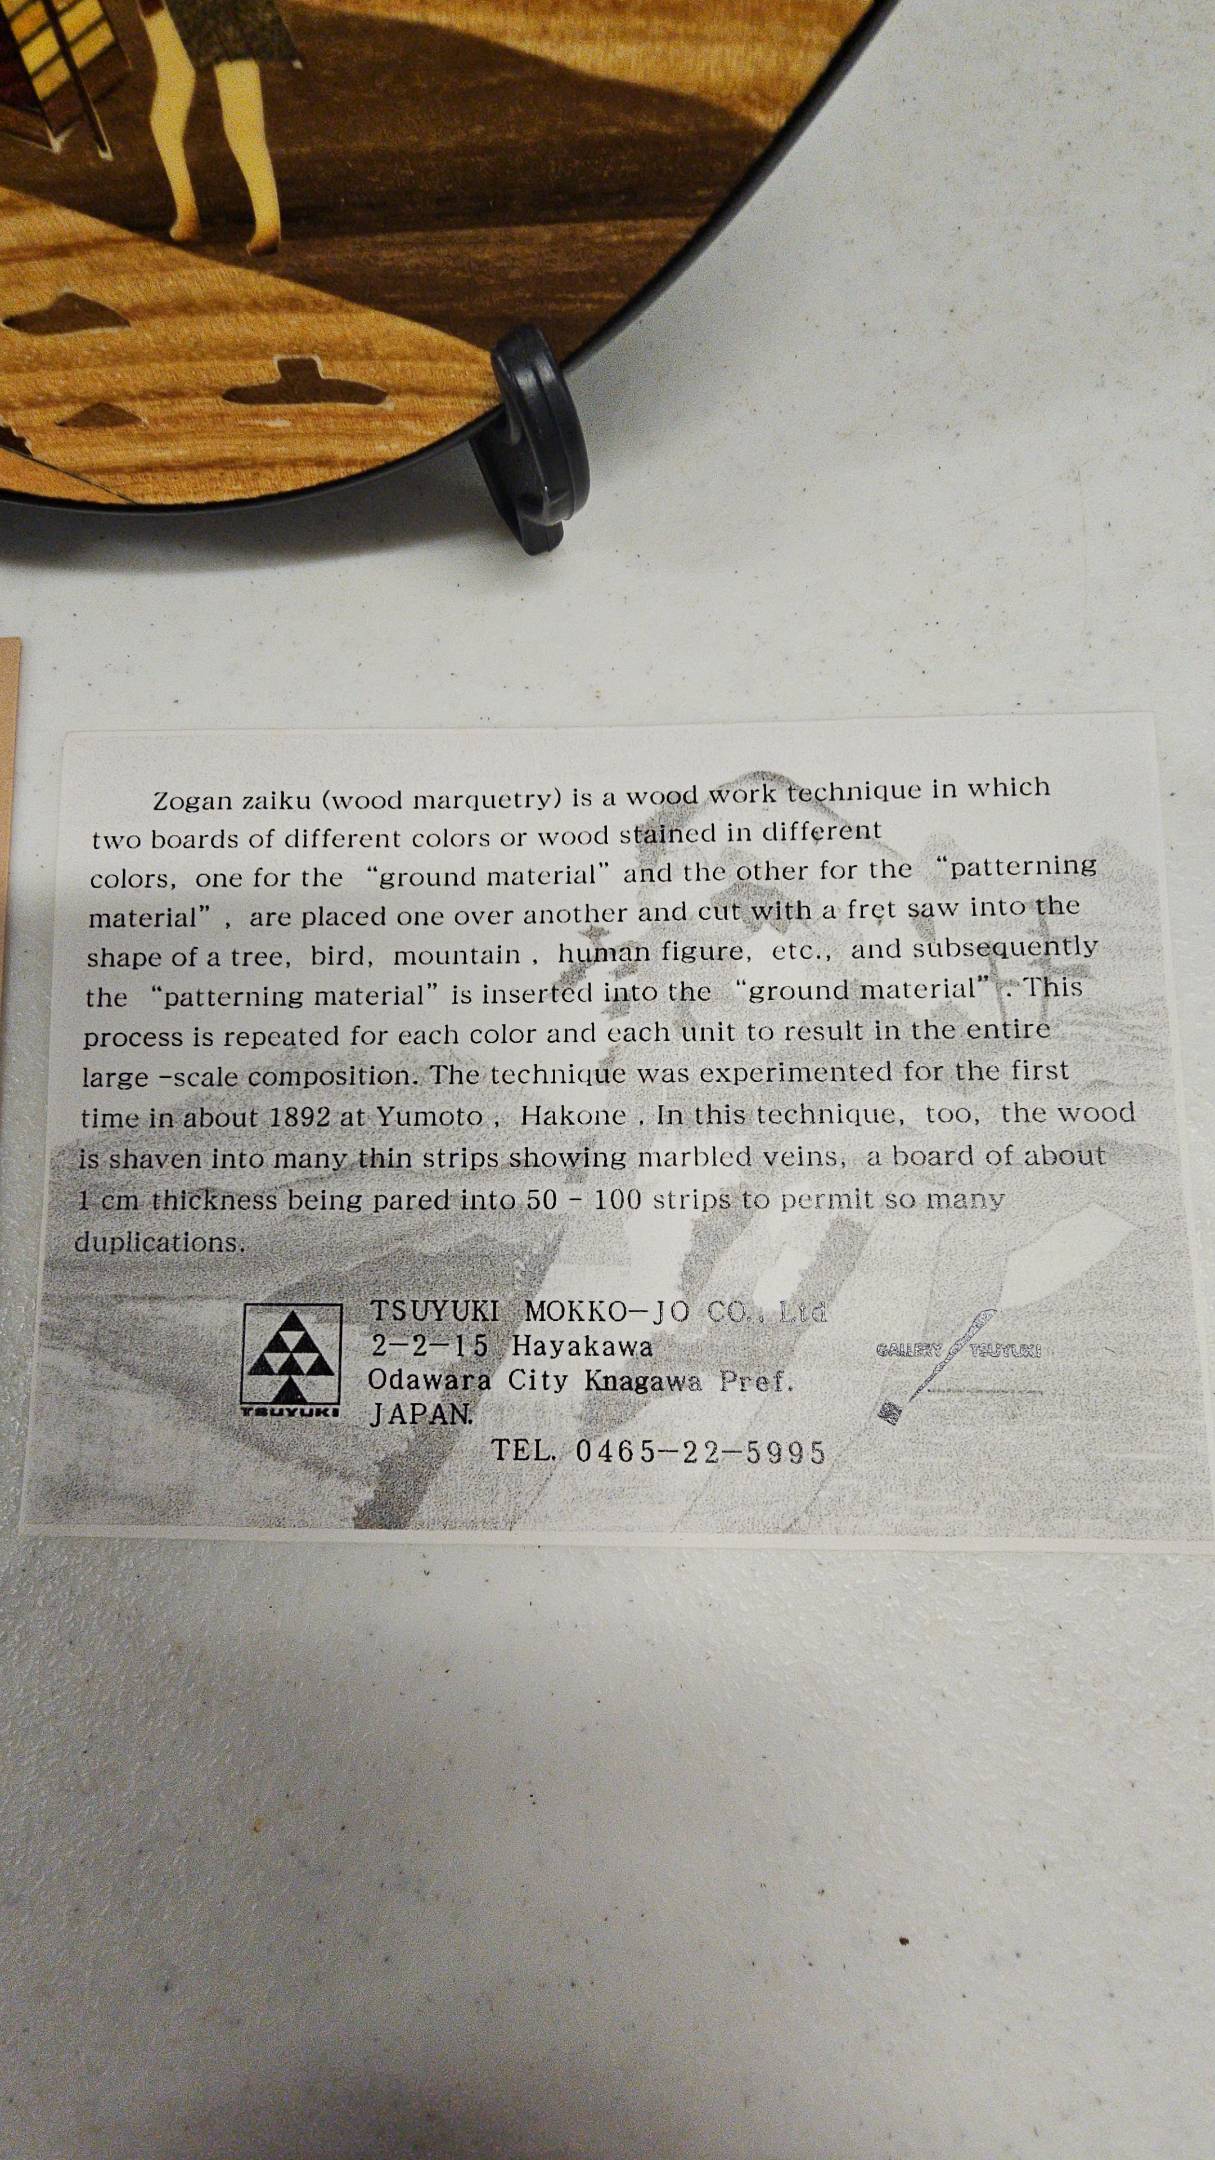 Zogan zaiku (wood marquetry) is a wood work technique in which
two boards of different colors or wood stained in different
colors, one for the “ground material” and the other for the “patterning
material” , are placed one over another and cut with a fret saw into the
shape of a tree, bird, mountain , human figure, etc., and subsequently
the “patterning material” is inserted into the “ground material” . This
process is repeated for each color and each unit to result in the entire
large -scale composition. The technique was experimented for the first
time in about 1892 at Yumoto , Hakone . In this technique, too, the wood
is shaven into many thin strips showing marbled veins, a board of about
1 cm thickness being pared into 50 - 100 strips to permit so many
duplications.
TSUYUKI MOKKO-JO CO., Ltd
2-2-15 Hayakawa
Odawara City Knagawa Pref.
JAPAN.
TEL. 0465-22-5995
TSUYUKI
GALLERY TSUYUKI